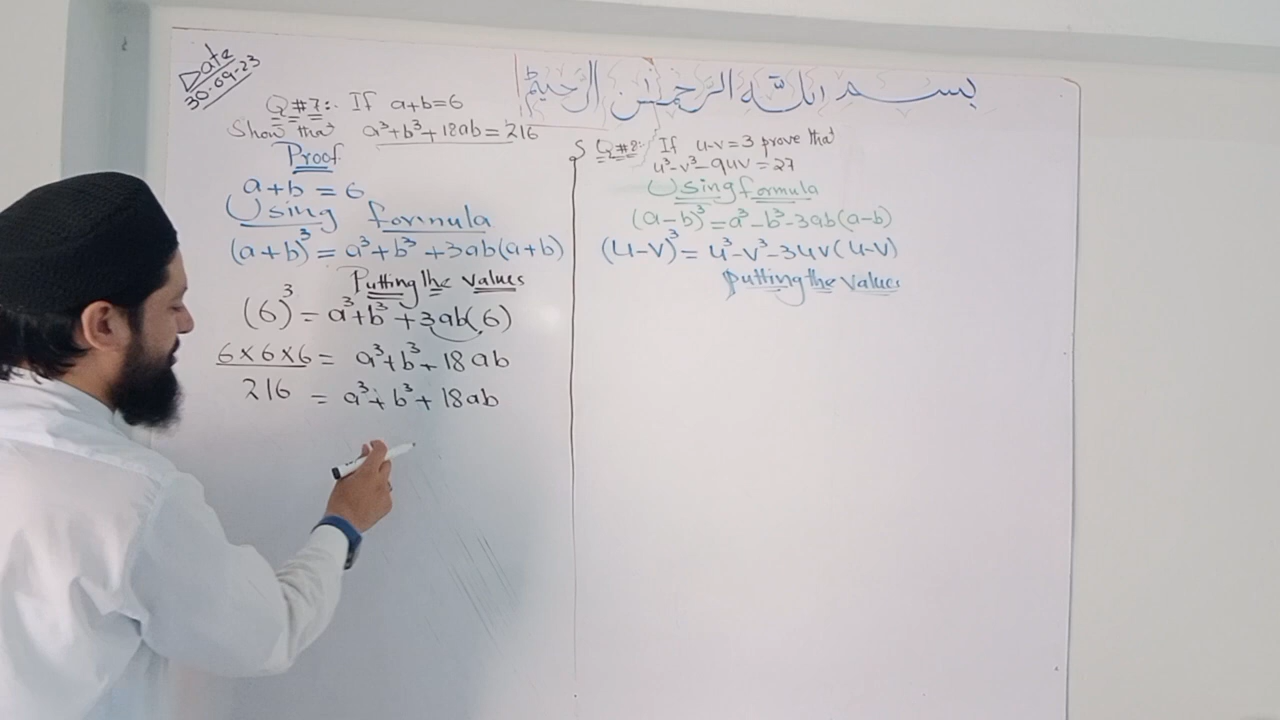 Date
30-09-23
بسم الله الرحمن الرحيم
Q#7:. If a+b=6
Show that a³+b³+18ab=216
Proof
a+b=6
Using formula
(a+b)³=a³+b³+3ab(a+b)
Putting the values
(6)³=a³+b³+3ab(6)
6×6×6=a³+b³+18ab
216=a³+b³+18ab
Q#8:. If u-v=3 prove that
u³-v³-9uv=27
Using formula
(a-b)³=a³-b³-3ab(a-b)
(u-v)³=u³-v³-3uv(u-v)
Putting the values